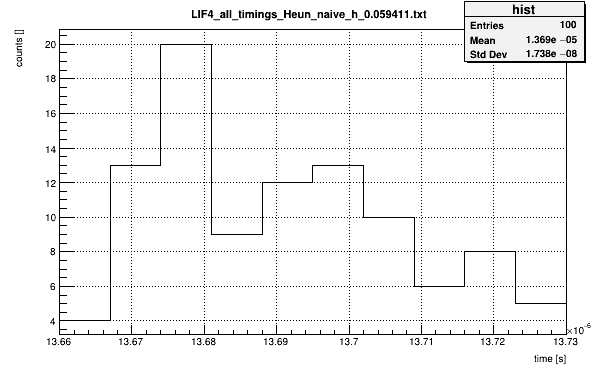 LIF4_all_timings_Heun_naive_h_0.059411.txt
hist
Entries 100
Mean 1.369e −05
Std Dev 1.738e −08
counts []
20
18
16
14
12
10
8
6
4
13.66 13.67 13.68 13.69 13.7 13.71 13.72 13.73
×10⁻⁶
time [s]